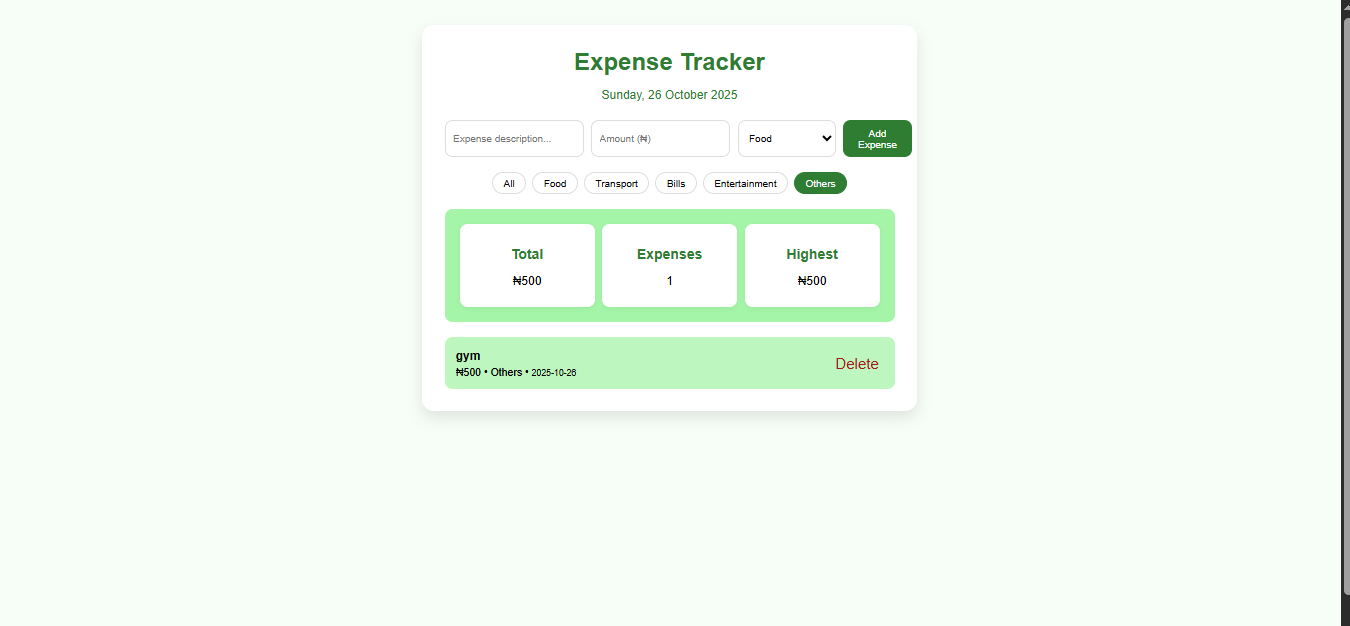 Expense Tracker
Sunday, 26 October 2025
Expense description... Amount (₦) Food Add Expense
All Food Transport Bills Entertainment Others
Total Expenses Highest
₦500 1 ₦500
gym
₦500 • Others • 2025-10-26 Delete